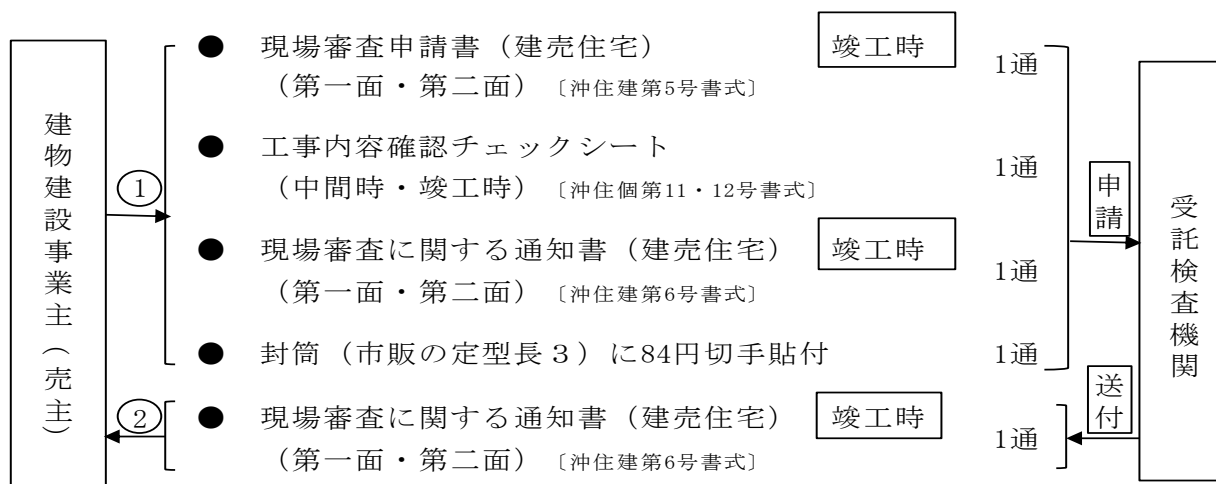 建物建設事業主(売主)
①
● 現場審査申請書（建売住宅） 竣工時 1通
（第一面・第二面）〔沖住建第5号書式〕
● 工事内容確認チェックシート 1通
（中間時・竣工時）〔沖住個第11・12号書式〕
● 現場審査に関する通知書（建売住宅） 竣工時 1通
（第一面・第二面）〔沖住建第6号書式〕
● 封筒（市販の定型長３）に84円切手貼付 1通
申請
受託検査機関
②
● 現場審査に関する通知書（建売住宅） 竣工時 1通
（第一面・第二面）〔沖住建第6号書式〕
送付